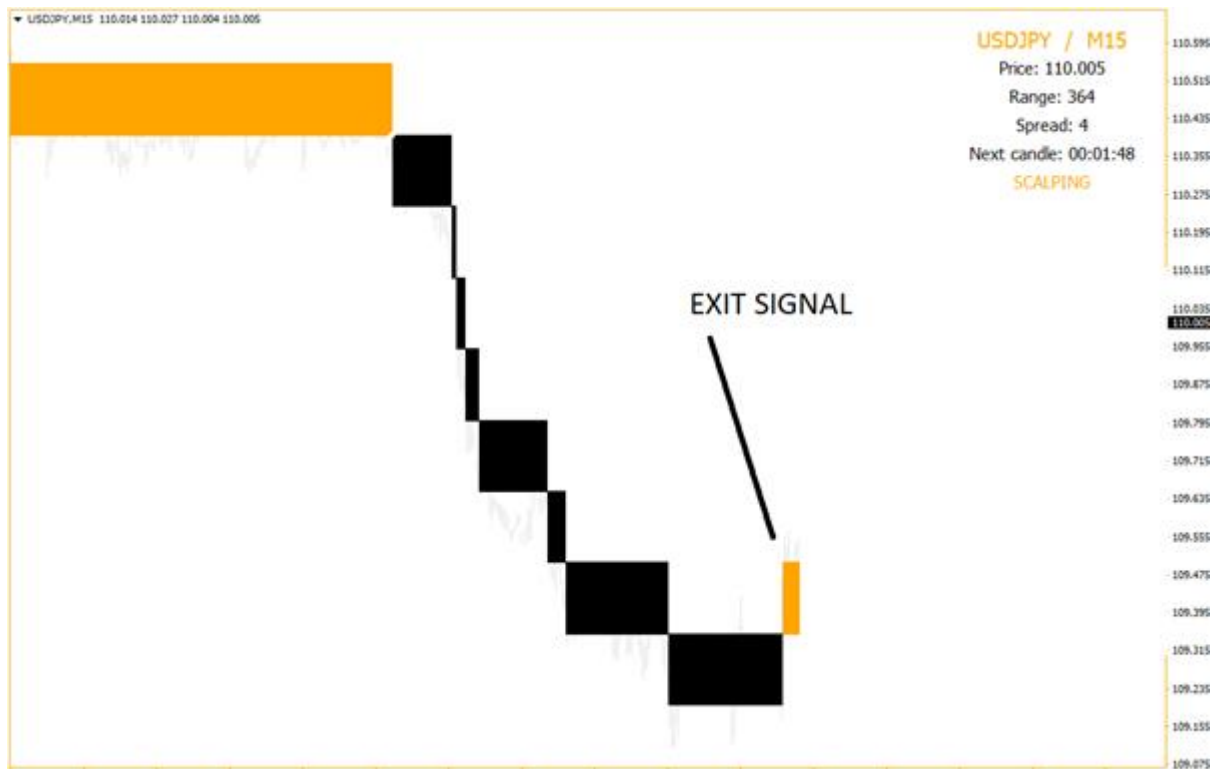 USDJPY,M15 110.014 110.027 110.004 110.005
USDJPY / M15
Price: 110.005
Range: 364
Spread: 4
Next candle: 00:01:48
SCALPING
EXIT SIGNAL
110.595
110.515
110.435
110.355
110.275
110.195
110.115
110.035
110.005
109.955
109.875
109.795
109.715
109.635
109.555
109.475
109.395
109.315
109.235
109.155
109.075